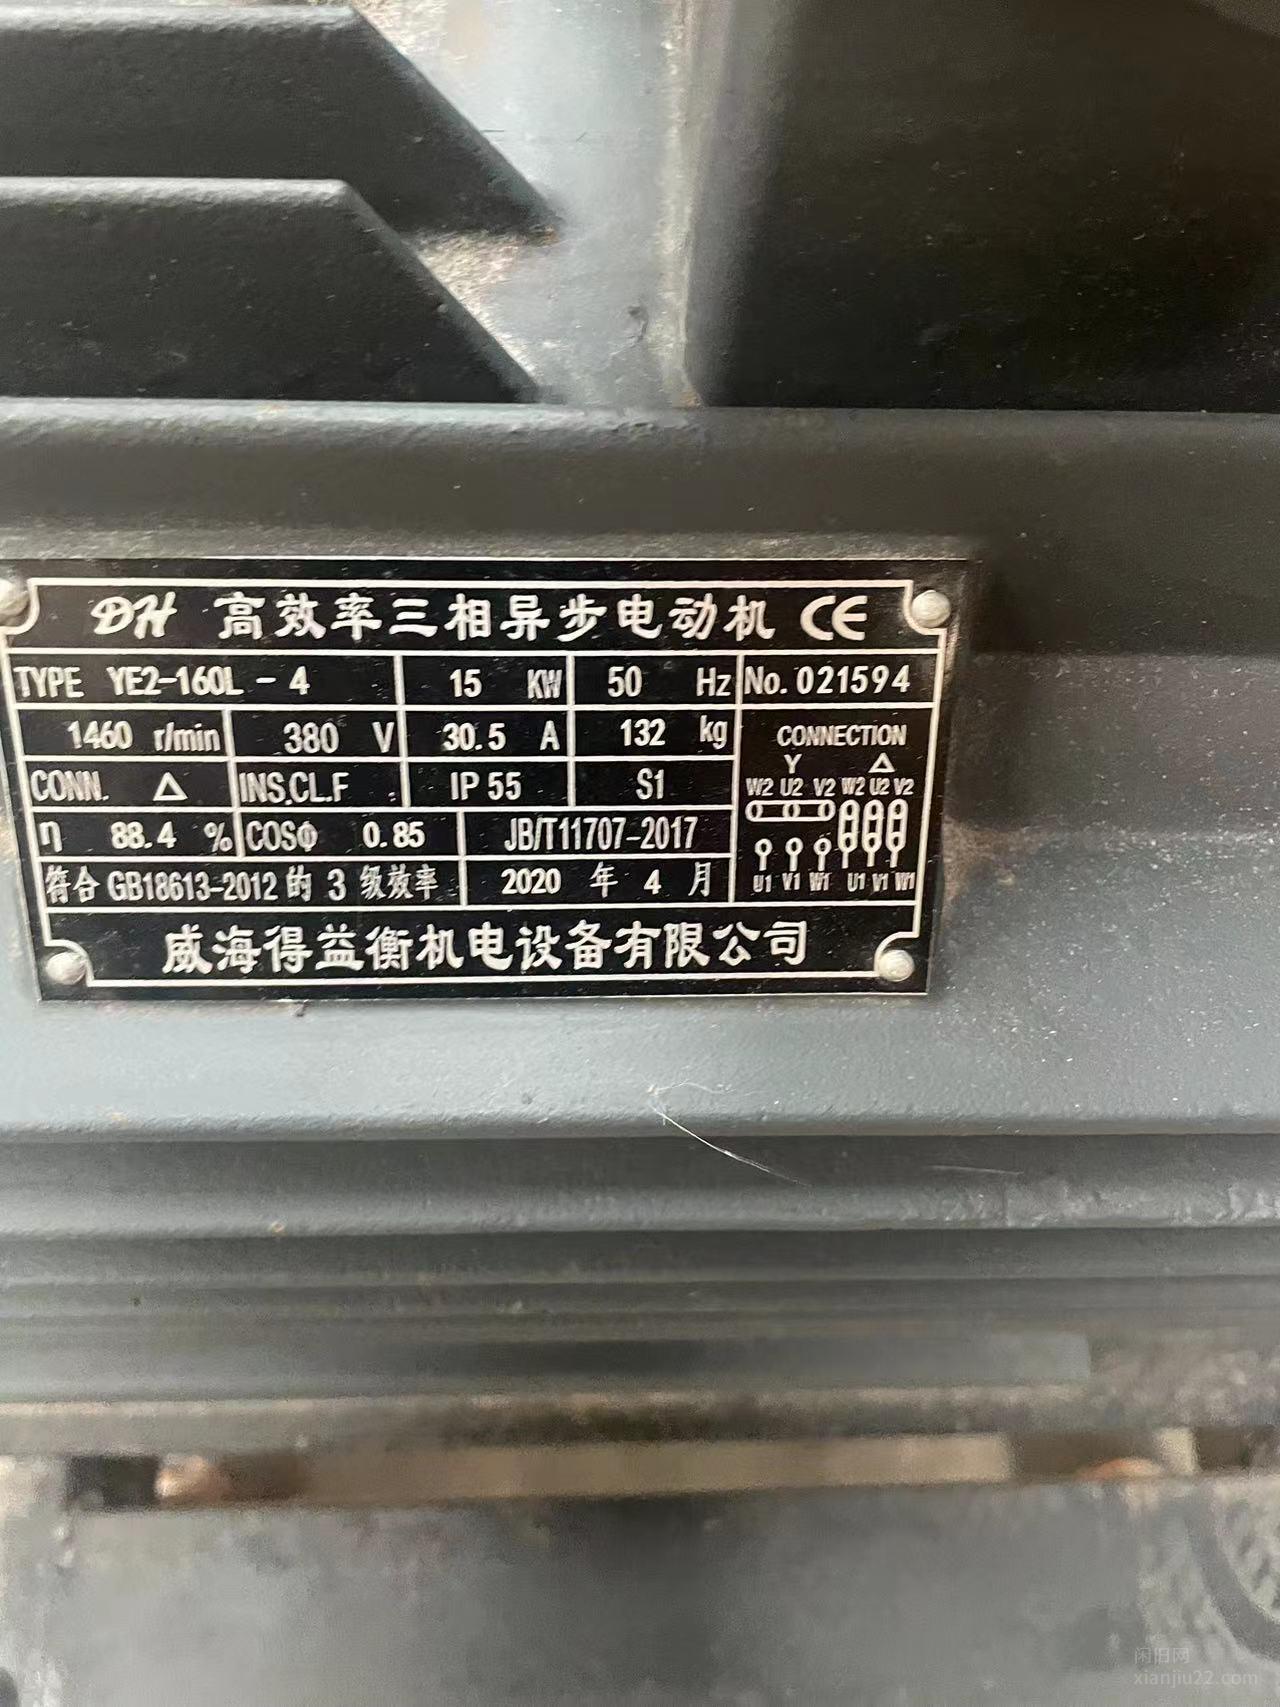 DH 高效率三相异步电动机 CE
TYPE YE2-160L-4 15 KW 50 Hz No. 021594
1460 r/min 380 V 30.5 A 132 kg
CONN. △ INS.CL.F IP 55 S1
η 88.4 % COSΦ 0.85 JB/T11707-2017
符合 GB18613-2012 的 3 级效率 2020 年 4 月
CONNECTION
Y △
W2 U2 V2 W2 U2 V2
U1 V1 W1 U1 V1 W1
威海得益衡机电设备有限公司
闲旧网
xianjiu22.com